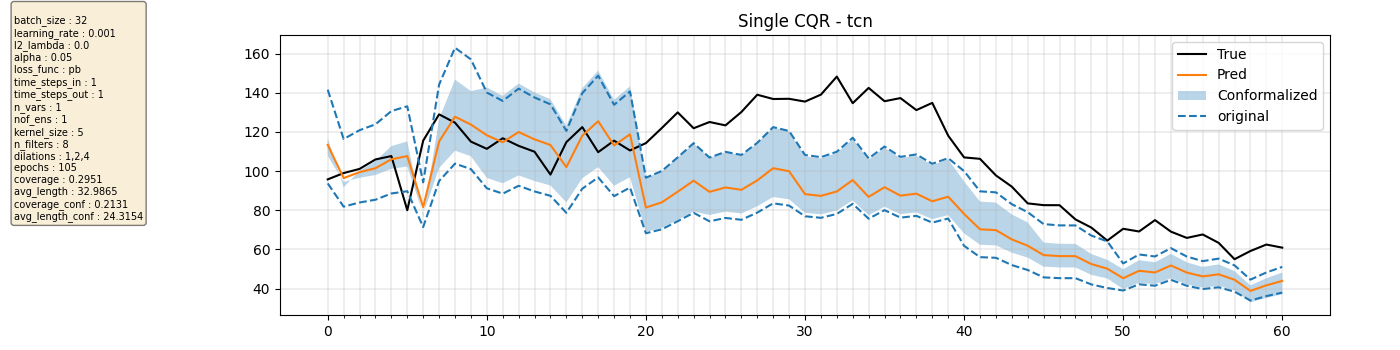 batch_size : 32
learning_rate : 0.001
l2_lambda : 0.0
alpha : 0.05
loss_func : pb
time_steps_in : 1
time_steps_out : 1
n_vars : 1
nof_ens : 1
kernel_size : 5
n_filters : 8
dilations : 1,2,4
epochs : 105
coverage : 0.2951
avg_length : 32.9865
coverage_conf : 0.2131
avg_length_conf : 24.3154
Single CQR - tcn
160
140
120
100
80
60
40
True
Pred
Conformalized
original
0 10 20 30 40 50 60